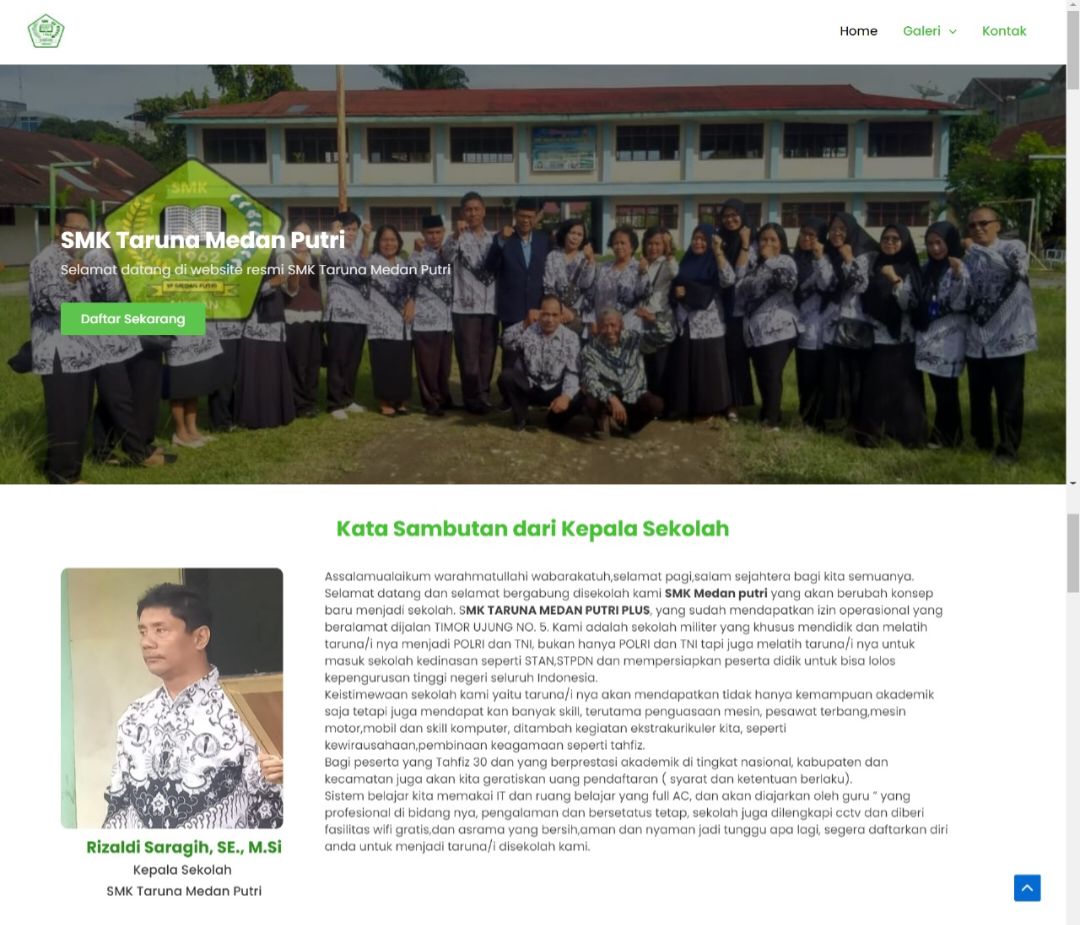 Home
Galeri
Kontak
SMK
1962
YP MEDAN PUTRI
SMK Taruna Medan Putri
Selamat datang di website resmi SMK Taruna Medan Putri
Daftar Sekarang
Kata Sambutan dari Kepala Sekolah
Assalamualaikum warahmatullahi wabarakatuh,selamat pagi,salam sejahtera bagi kita semuanya.
Selamat datang dan selamat bergabung disekolah kami SMK Medan putri yang akan berubah konsep
baru menjadi sekolah. SMK TARUNA MEDAN PUTRI PLUS, yang sudah mendapatkan izin operasional yang
beralamat dijalan TIMOR UJUNG NO. 5. Kami adalah sekolah militer yang khusus mendidik dan melatih
taruna/i nya menjadi POLRI dan TNI, bukan hanya POLRI dan TNI tapi juga melatih taruna/i nya untuk
masuk sekolah kedinasan seperti STAN,STPDN dan mempersiapkan peserta didik untuk bisa lolos
kepengurusan tinggi negeri seluruh Indonesia.
Keistimewaan sekolah kami yaitu taruna/i nya akan mendapatkan tidak hanya kemampuan akademik
saja tetapi juga mendapat kan banyak skill, terutama penguasaan mesin, pesawat terbang,mesin
motor,mobil dan skill komputer, ditambah kegiatan ekstrakurikuler kita, seperti
kewirausahaan,pembinaan keagamaan seperti tahfiz.
Bagi peserta yang Tahfiz 30 dan yang berprestasi akademik di tingkat nasional, kabupaten dan
kecamatan juga akan kita geratiskan uang pendaftaran ( syarat dan ketentuan berlaku).
Sistem belajar kita memakai IT dan ruang belajar yang full AC, dan akan diajarkan oleh guru " yang
profesional di bidang nya, pengalaman dan bersetatus tetap, sekolah juga dilengkapi cctv dan diberi
fasilitas wifi gratis,dan asrama yang bersih,aman dan nyaman jadi tunggu apa lagi, segera daftarkan diri
anda untuk menjadi taruna/i disekolah kami.
Rizaldi Saragih, SE., M.Si
Kepala Sekolah
SMK Taruna Medan Putri